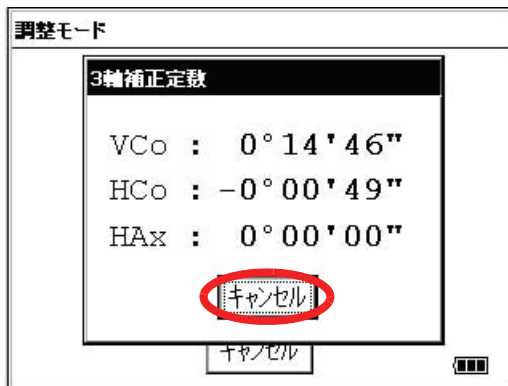 調整モード
3軸補正定数
VCo : 0°14'46"
HCo : -0°00'49"
HAx : 0°00'00"
キャンセル
キャンセル